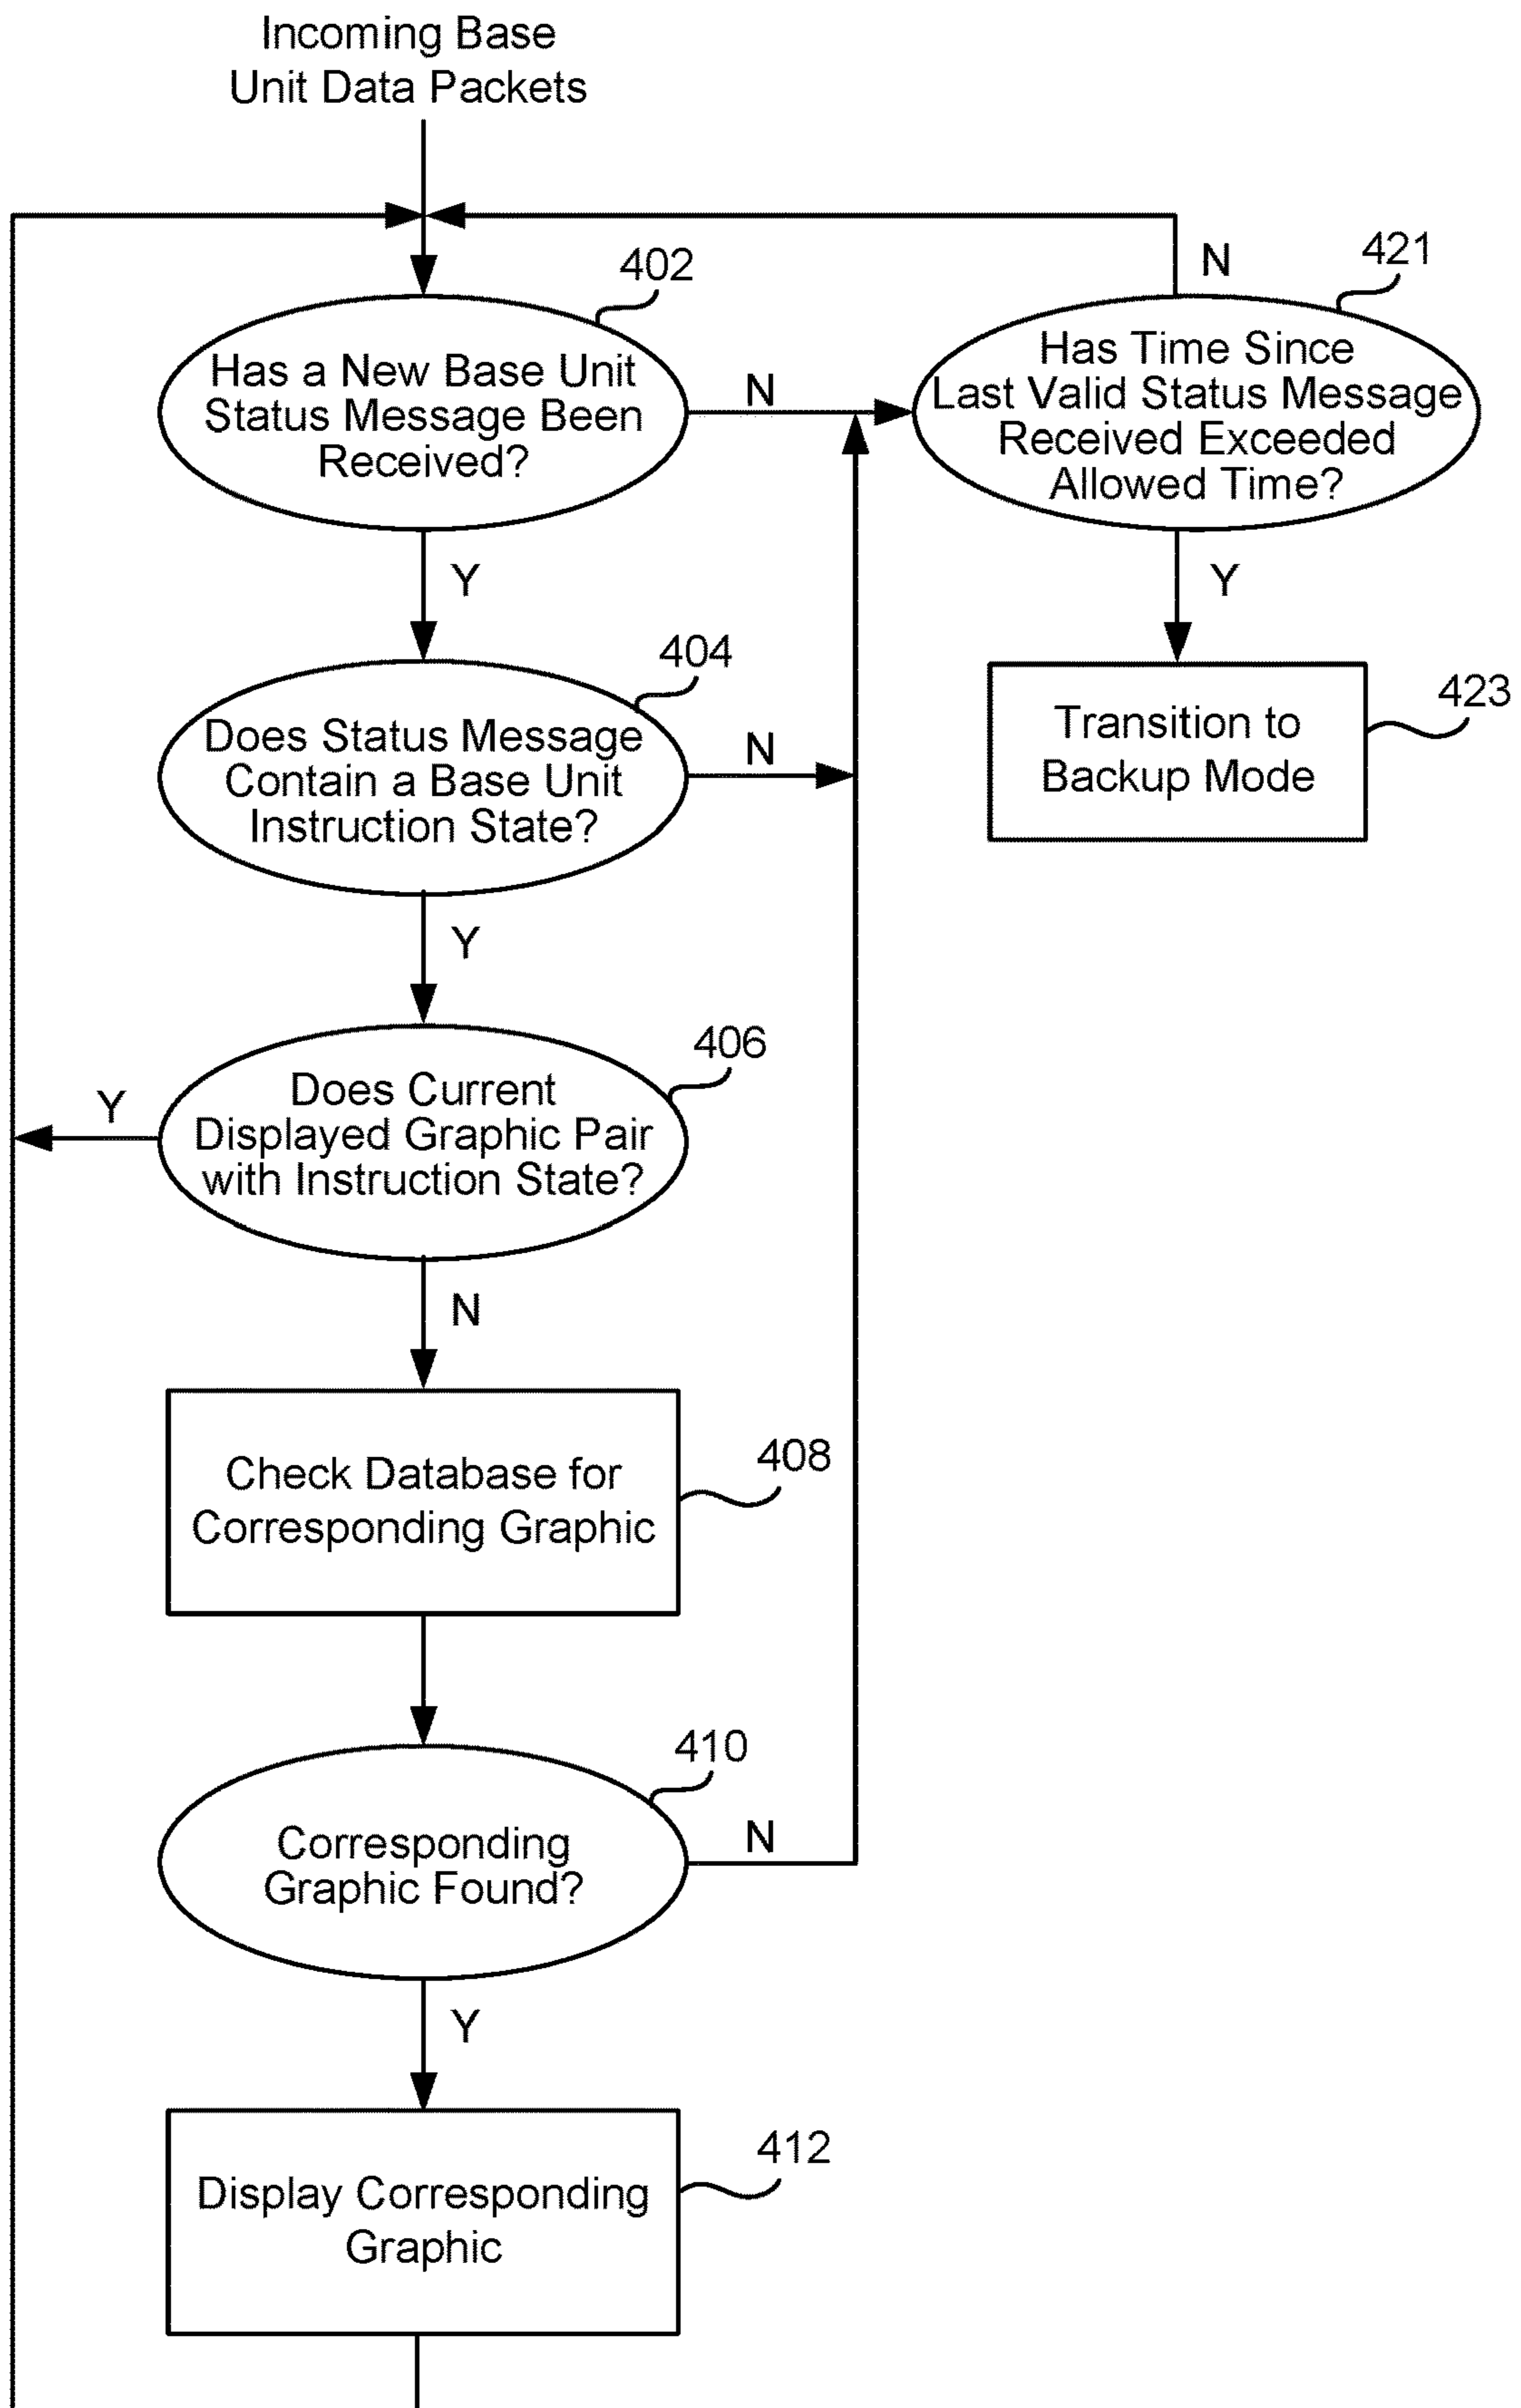 Incoming Base
Unit Data Packets
402
Has a New Base Unit
Status Message Been
Received?
N
421
N
Has Time Since
Last Valid Status Message
Received Exceeded
Allowed Time?
Y
Y
423
Transition to
Backup Mode
404
Does Status Message
Contain a Base Unit
Instruction State?
N
Y
406
Does Current
Displayed Graphic Pair
with Instruction State?
Y
N
408
Check Database for
Corresponding Graphic
410
Corresponding
Graphic Found?
N
Y
412
Display Corresponding
Graphic